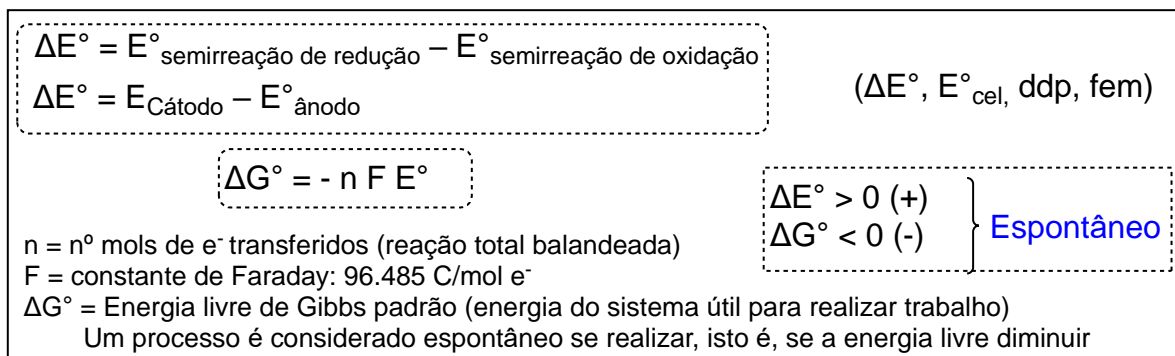 ΔE° = E°semirreação de redução – E°semirreação de oxidação
ΔE° = ECátodo – E°ânodo
(ΔE°, E°cel, ddp, fem)
ΔG° = - n F E°
ΔE° > 0 (+)
ΔG° < 0 (-)
Espontâneo
n = nº mols de e- transferidos (reação total balandeada)
F = constante de Faraday: 96.485 C/mol e-
ΔG° = Energia livre de Gibbs padrão (energia do sistema útil para realizar trabalho)
Um processo é considerado espontâneo se realizar, isto é, se a energia livre diminuir